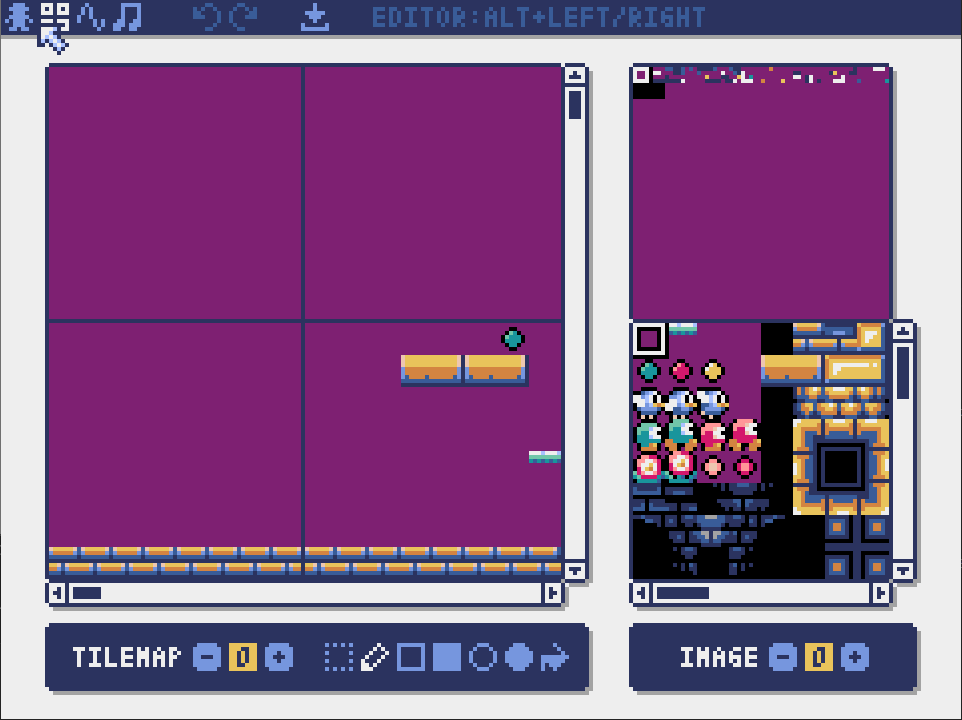 EDITOR:ALT+LEFT/RIGHT
TILEMAP - 0 +
IMAGE - 0 +